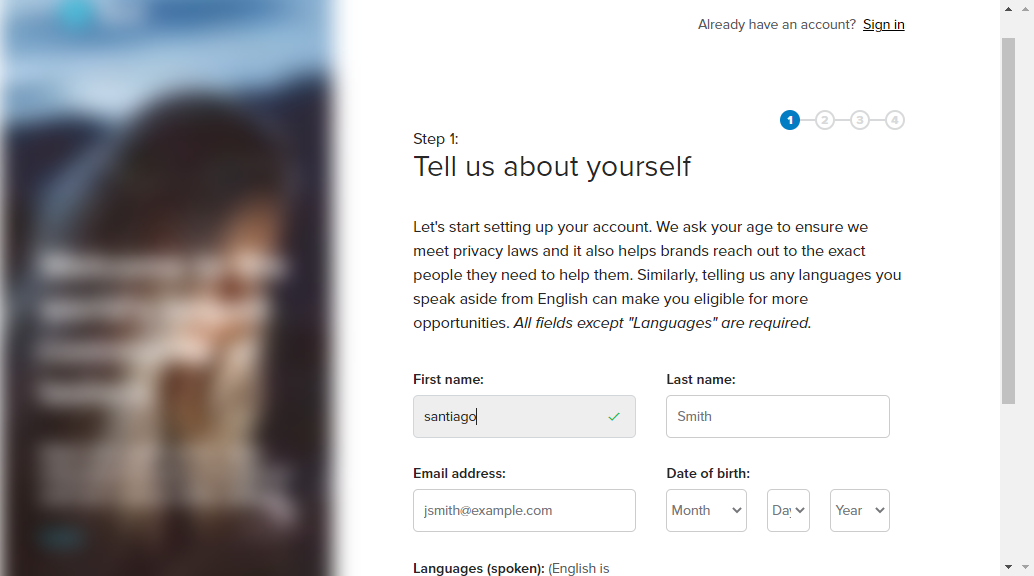 Already have an account? Sign in
1 2 3 4
Step 1:
Tell us about yourself
Let's start setting up your account. We ask your age to ensure we
meet privacy laws and it also helps brands reach out to the exact
people they need to help them. Similarly, telling us any languages you
speak aside from English can make you eligible for more
opportunities. All fields except "Languages" are required.
First name: Last name:
santiago Smith
Email address: Date of birth:
jsmith@example.com Month Day Year
Languages (spoken): (English is